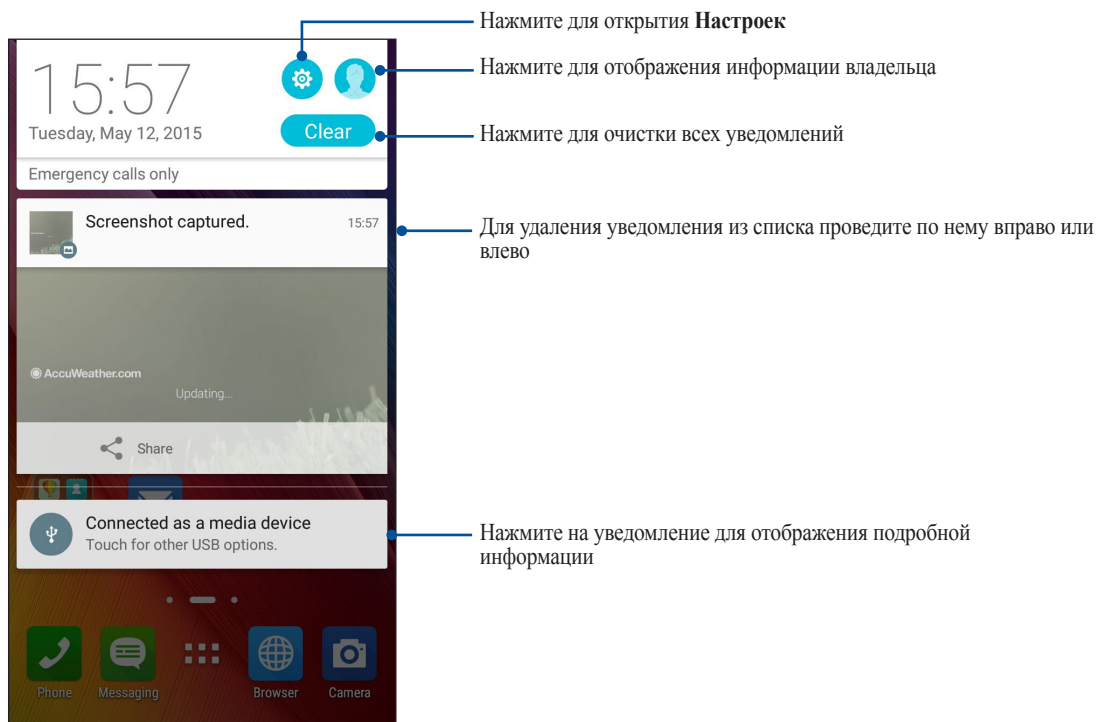 Нажмите для открытия Настроек
15:57
Нажмите для отображения информации владельца
Tuesday, May 12, 2015
Clear
Нажмите для очистки всех уведомлений
Emergency calls only
Screenshot captured.
15:57
Для удаления уведомления из списка проведите по нему вправо или
влево
AccuWeather.com
Updating...
Share
Connected as a media device
Touch for other USB options.
Нажмите на уведомление для отображения подробной
информации
Phone
Messaging
Browser
Camera